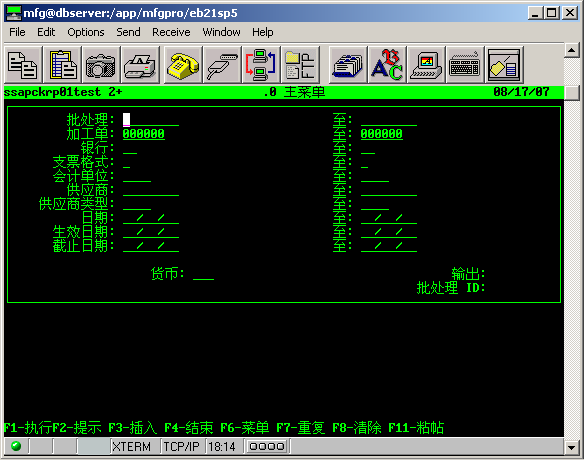 mfg@dbserver:/app/mfgpro/eb21sp5
File Edit Options Send Receive Window Help
ssapckrp01test 2+ .0 主菜单 08/17/07
批处理: 至:
加工单: 000000 至: 000000
银行: 至:
支票格式: 至:
会计单位: 至:
供应商: 至:
供应商类型: 至:
日期: / / 至: / /
生效日期: / / 至: / /
截止日期: / / 至: / /
货币: 输出:
批处理 ID:
F1-执行F2-提示 F3-插入 F4-结束 F6-菜单 F7-重复 F8-清除 F11-粘帖
XTERM TCP/IP 18:14